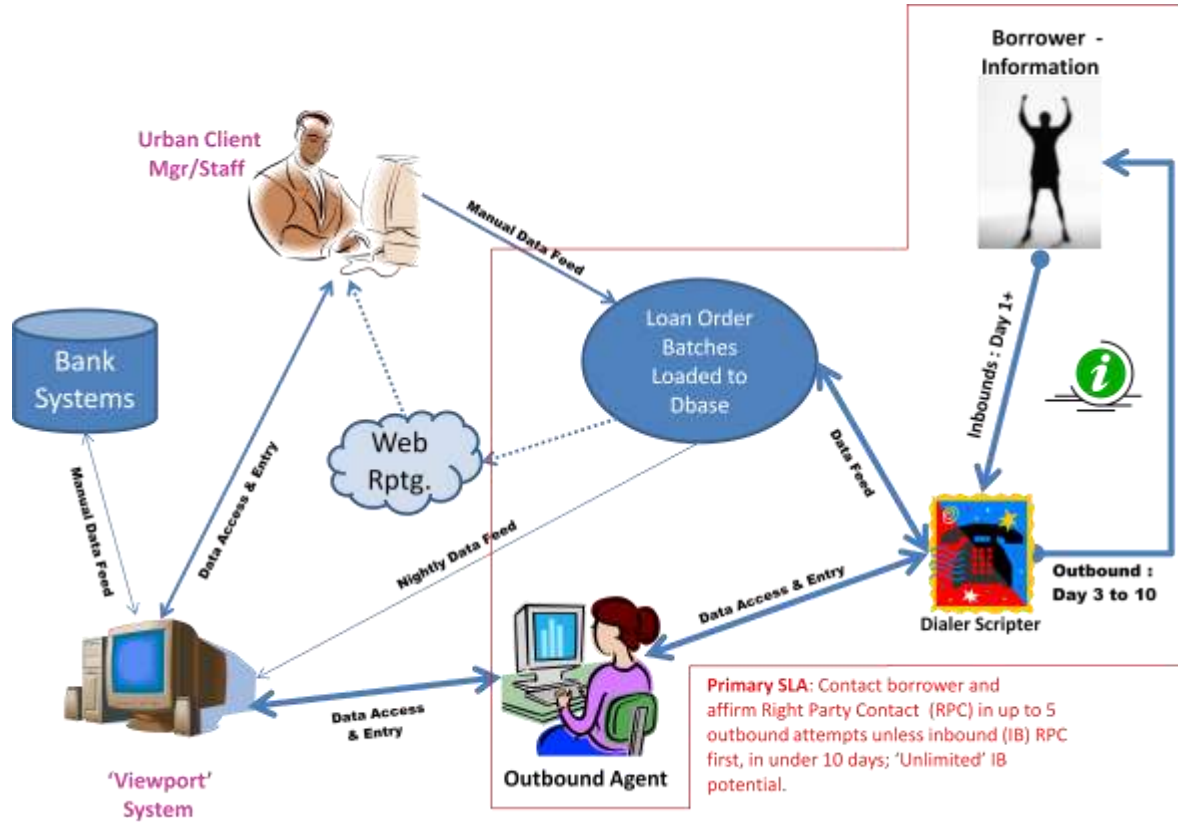 Borrower -
Information
Urban Client
Mgr/Staff
Manual Data Feed
Loan Order
Batches
Loaded to
Dbase
Inbounds : Day 1+
i
Bank
Systems
Web
Rptg.
Manual Data Feed
Data Access & Entry
Nightly Data Feed
Data Feed
Data Access & Entry
Outbound :
Day 3 to 10
Dialer Scripter
Data Access
& Entry
Primary SLA: Contact borrower and
affirm Right Party Contact (RPC) in up to 5
outbound attempts unless inbound (IB) RPC
first, in under 10 days; ‘Unlimited’ IB
potential.
Outbound Agent
‘Viewport’
System